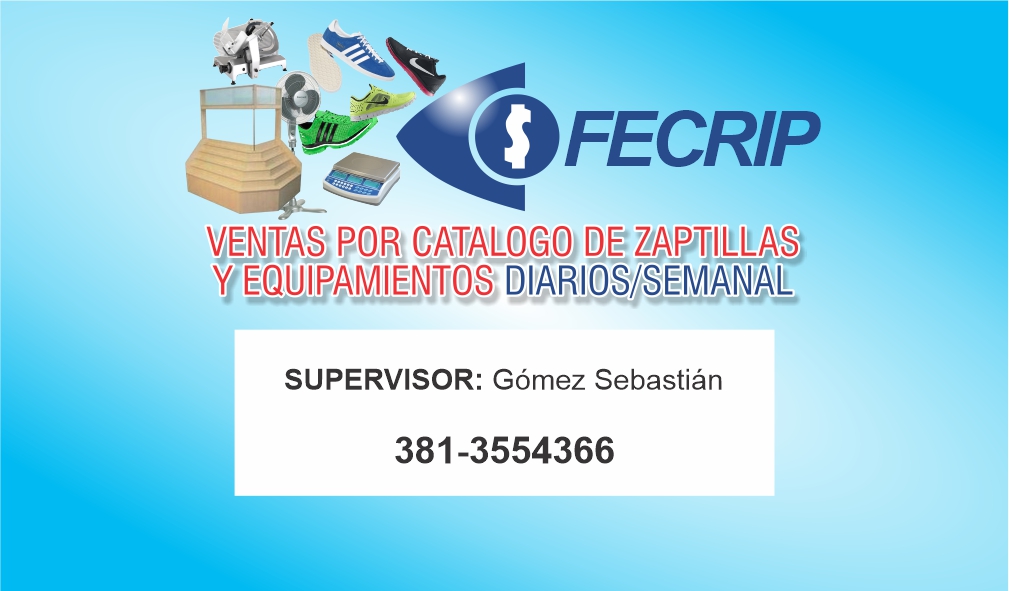 FECRIP
VENTAS POR CATALOGO DE ZAPTILLAS
Y EQUIPAMIENTOS DIARIOS/SEMANAL
SUPERVISOR: Gómez Sebastián
381-3554366